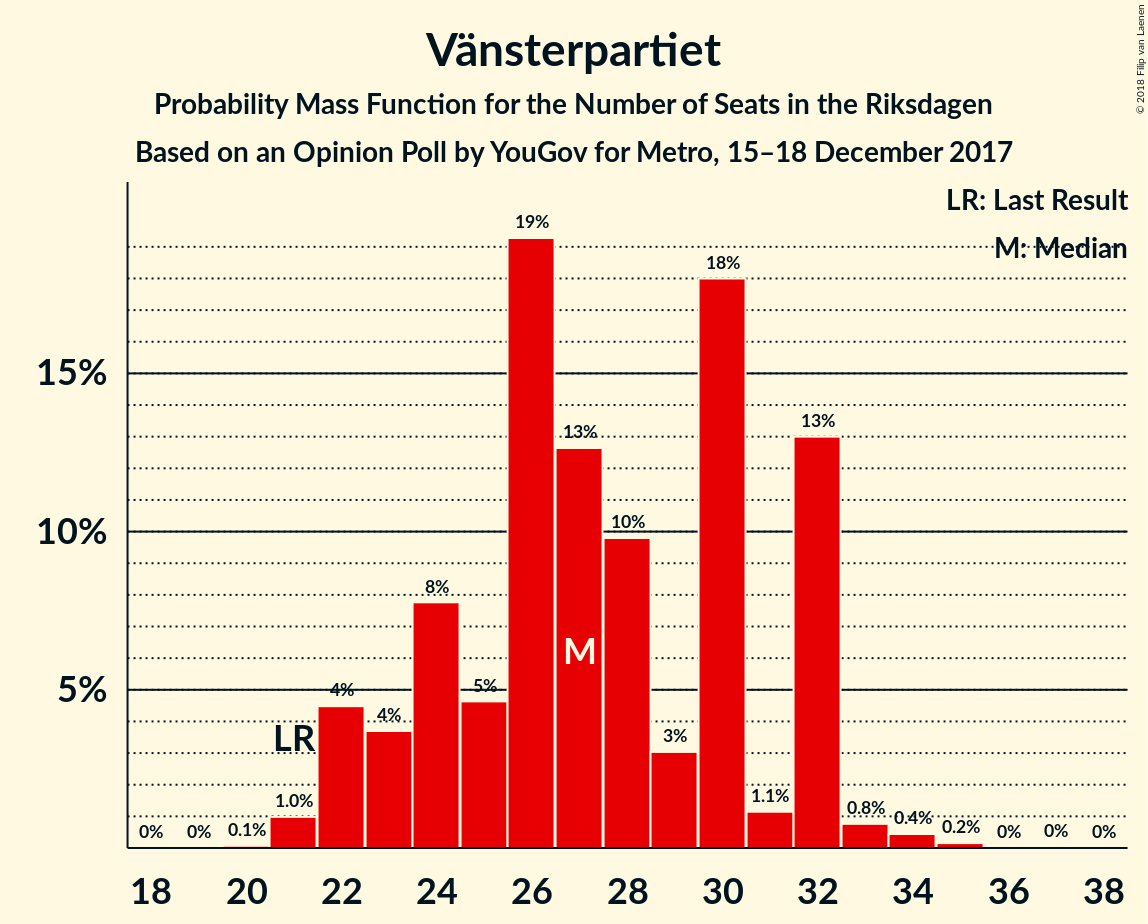 Vänsterpartiet
Probability Mass Function for the Number of Seats in the Riksdagen
Based on an Opinion Poll by YouGov for Metro, 15–18 December 2017
© 2018 Filip van Laenen
LR: Last Result
M: Median
19%
18%
15%
13%
13%
10%
10%
8%
M
5%
4%
5%
4%
LR
3%
1.0%
1.1%
0.8%
0.4%
0.2%
0%
0%
0.1%
0%
0%
0%
18 20 22 24 26 28 30 32 34 36 38